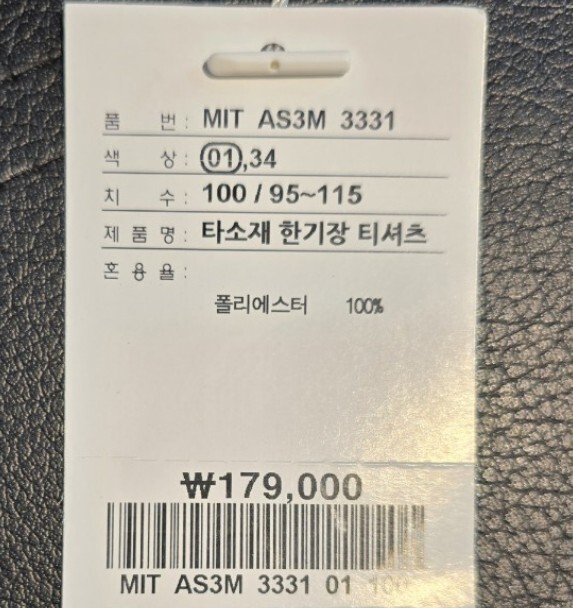 품 번 : MIT AS3M 3331
색 상 : 01,34
치 수 : 100 / 95~115
제 품 명 : 타소재 한기장 티셔츠
혼 용 율 :
폴리에스터 100%
₩179,000
MIT AS3M 3331 01 100